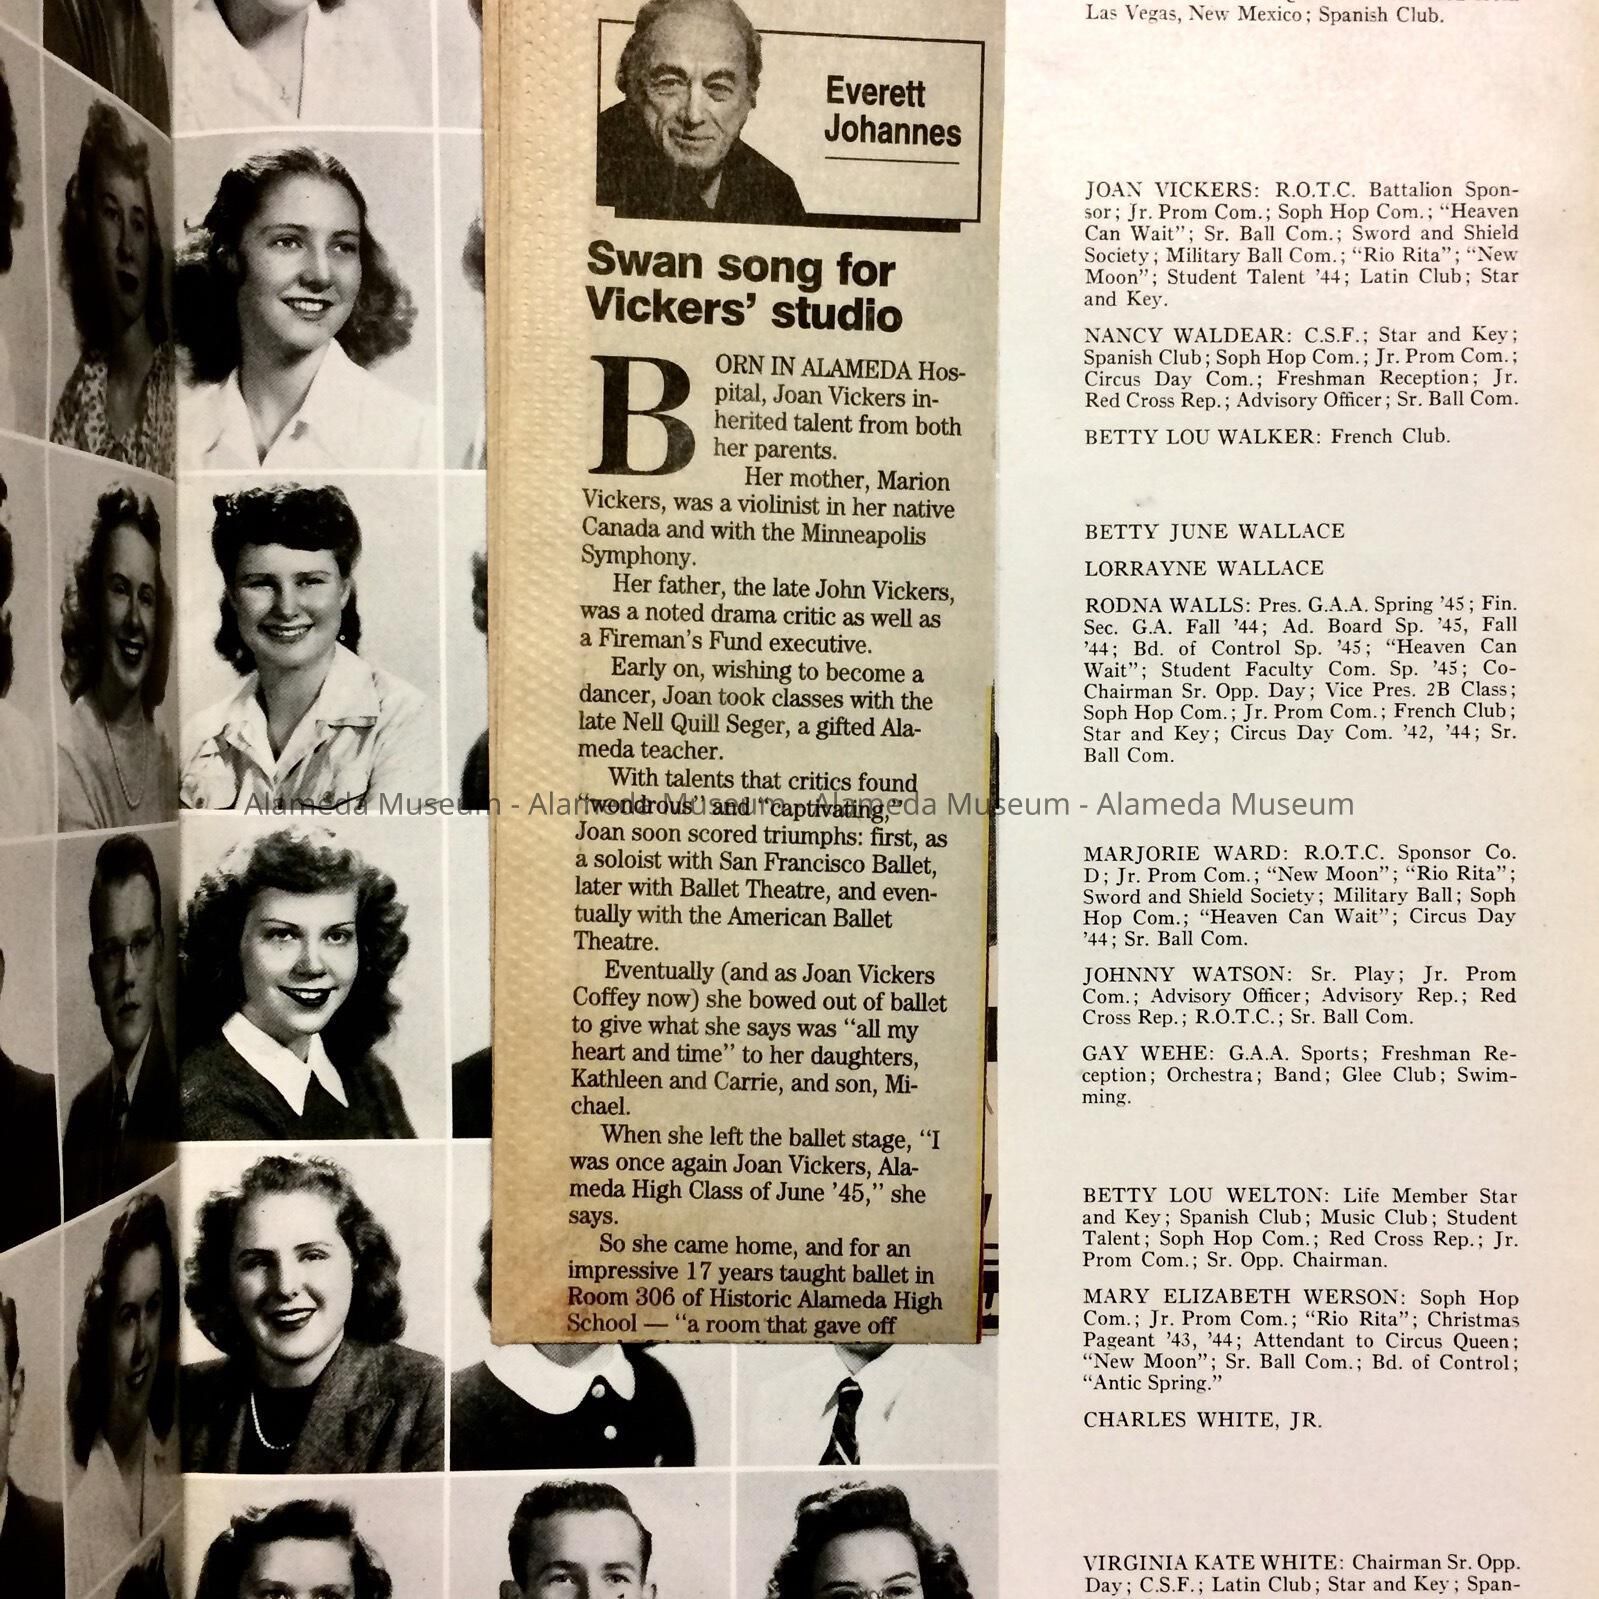 Everett
Johannes
Swan song for
Vickers' studio
BORN IN ALAMEDA Hos-
pital, Joan Vickers in-
herited talent from both
her parents.
Her mother, Marion
Vickers, was a violinist in her native
Canada and with the Minneapolis
Symphony.
Her father, the late John Vickers,
was a noted drama critic as well as
a Fireman's Fund executive.
Early on, wishing to become a
dancer, Joan took classes with the
late Nell Quill Seger, a gifted Ala-
meda teacher.
With talents that critics found
"wondrous" and "captivating,"
Joan soon scored triumphs: first, as
a soloist with San Francisco Ballet,
later with Ballet Theatre, and even-
tually with the American Ballet
Theatre.
Eventually (and as Joan Vickers
Coffey now) she bowed out of ballet
to give what she says was "all my
heart and time" to her daughters,
Kathleen and Carrie, and son, Mi-
chael.
When she left the ballet stage, "I
was once again Joan Vickers, Ala-
meda High Class of June '45," she
says.
So she came home, and for an
impressive 17 years taught ballet in
Room 306 of Historic Alameda High
School — "a room that gave off
Alameda Museum - Alameda Museum - Alameda Museum - Alameda Museum
Las Vegas, New Mexico; Spanish Club.
JOAN VICKERS: R.O.T.C. Battalion Spon-
sor; Jr. Prom Com.; Soph Hop Com.; "Heaven
Can Wait"; Sr. Ball Com.; Sword and Shield
Society; Military Ball Com.; "Rio Rita"; "New
Moon"; Student Talent '44; Latin Club; Star
and Key.
NANCY WALDEAR: C.S.F.; Star and Key;
Spanish Club; Soph Hop Com.; Jr. Prom Com.;
Circus Day Com.; Freshman Reception; Jr.
Red Cross Rep.; Advisory Officer; Sr. Ball Com.
BETTY LOU WALKER: French Club.
BETTY JUNE WALLACE
LORRAYNE WALLACE
RODNA WALLS: Pres. G.A.A. Spring '45; Fin.
Sec. G.A. Fall '44; Ad. Board Sp. '45, Fall
'44; Bd. of Control Sp. '45; "Heaven Can
Wait"; Student Faculty Com. Sp. '45; Co-
Chairman Sr. Opp. Day; Vice Pres. 2B Class;
Soph Hop Com.; Jr. Prom Com.; French Club;
Star and Key; Circus Day Com. '42, '44; Sr.
Ball Com.
MARJORIE WARD: R.O.T.C. Sponsor Co.
D; Jr. Prom Com.; "New Moon"; "Rio Rita";
Sword and Shield Society; Military Ball; Soph
Hop Com.; "Heaven Can Wait"; Circus Day
'44; Sr. Ball Com.
JOHNNY WATSON: Sr. Play; Jr. Prom
Com.; Advisory Officer; Advisory Rep.; Red
Cross Rep.; R.O.T.C.; Sr. Ball Com.
GAY WEHE: G.A.A. Sports; Freshman Re-
ception; Orchestra; Band; Glee Club; Swim-
ming.
BETTY LOU WELTON: Life Member Star
and Key; Spanish Club; Music Club; Student
Talent; Soph Hop Com.; Red Cross Rep.; Jr.
Prom Com.; Sr. Opp. Chairman.
MARY ELIZABETH WERSON: Soph Hop
Com.; Jr. Prom Com.; "Rio Rita"; Christmas
Pageant '43, '44; Attendant to Circus Queen;
"New Moon"; Sr. Ball Com.; Bd. of Control;
"Antic Spring."
CHARLES WHITE, JR.
VIRGINIA KATE WHITE: Chairman Sr. Opp.
Day; C.S.F.; Latin Club; Star and Key; Span-